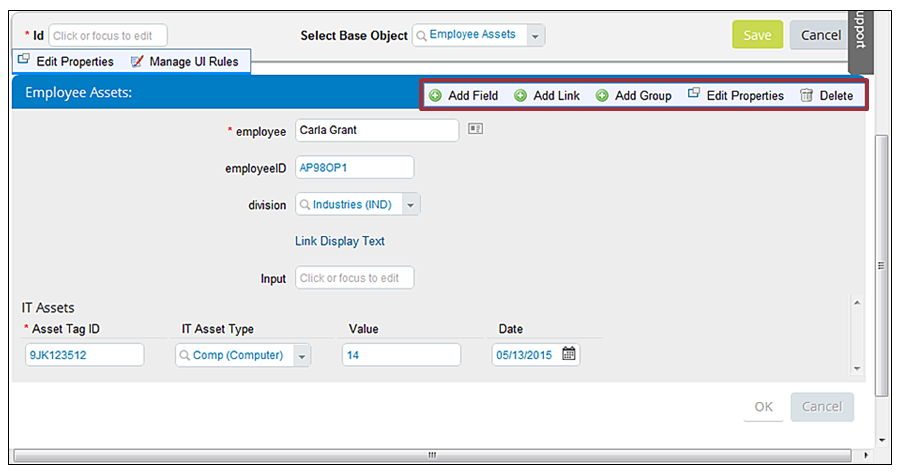 * Id Click or focus to edit Select Base Object Employee Assets Save Cancel
upport
Edit Properties Manage UI Rules
Employee Assets: Add Field Add Link Add Group Edit Properties Delete
* employee Carla Grant
employeeID AP98OP1
division Industries (IND)
Link Display Text
Input Click or focus to edit
IT Assets
* Asset Tag ID IT Asset Type Value Date
9JK123512 Comp (Computer) 14 05/13/2015
OK Cancel